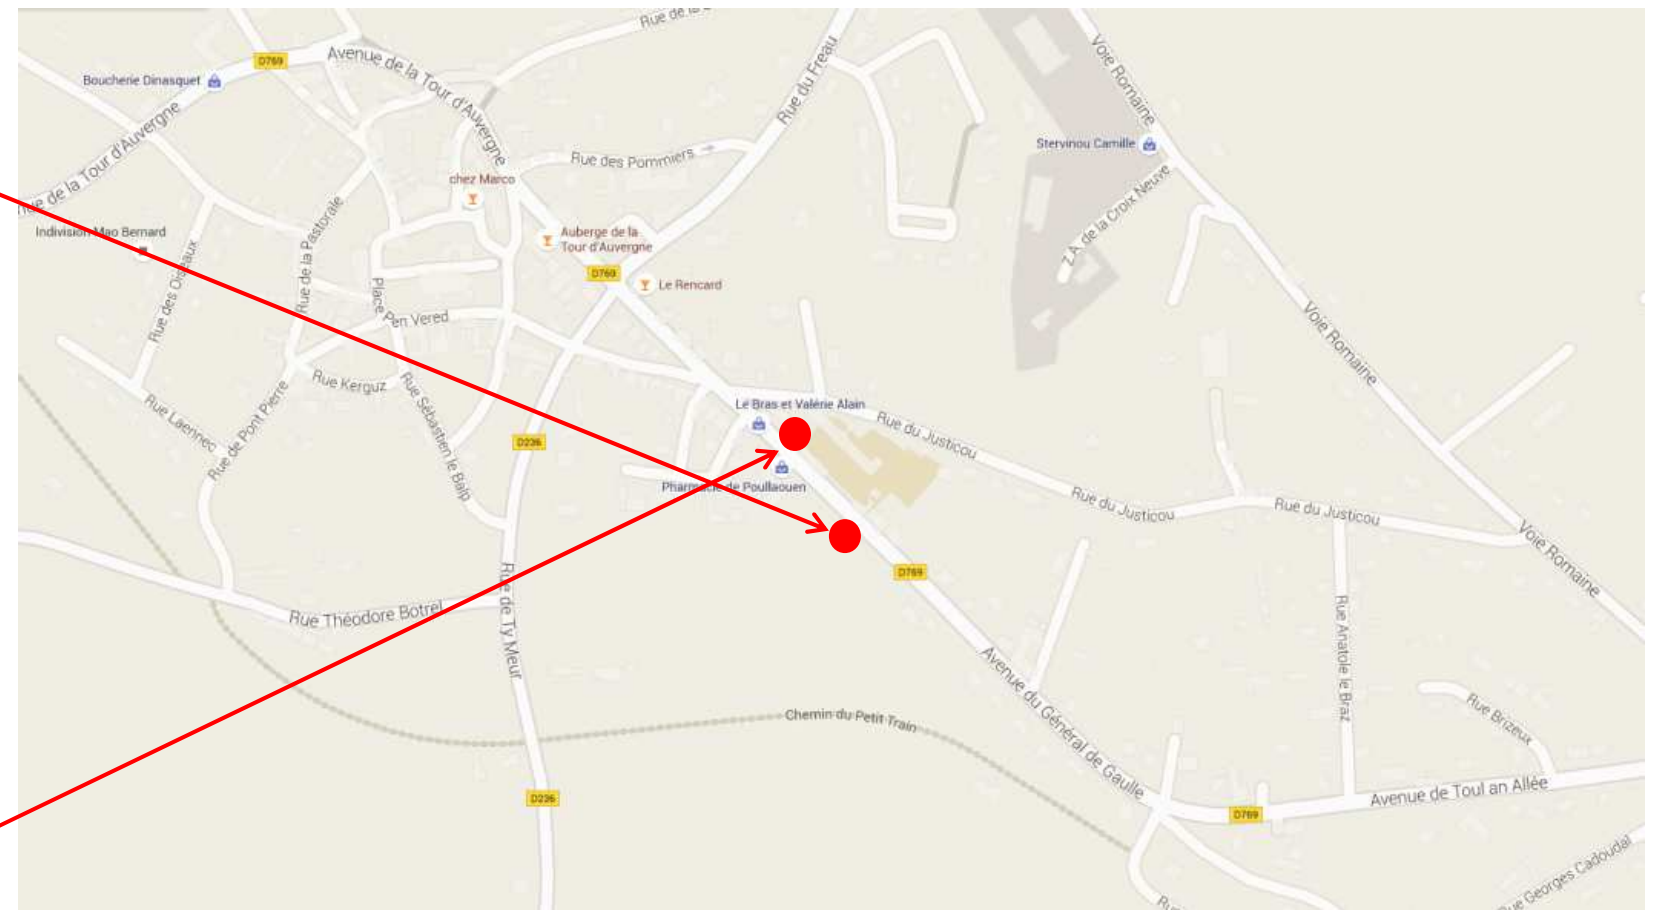 Rue de la
D769
Avenue de la Tour d'Auvergne
Boucherie Dinasquet
Rue du Freau
Voie Romaine
Rue des Pommiers
Stervinou Camille
chez Marco
de la Tour d'Auvergne
Z.A. de la Croix Neuve
Indivision Mao Bernard
Auberge de la
Tour d'Auvergne
Rue de la Pastorale
Rue des Oiseaux
D769
Le Rencard
Place Pen Vered
Voie Romaine
Rue Kerguz
Rue Laennec
Rue de Pont Pierre
Rue Sébastien le Balp
Le Bras et Valérie Alain
Rue du Justicou
D236
Pharmacie de Poullaouen
Rue du Justicou
Rue du Justicou
Voie Romaine
D769
Rue Théodore Botrel
Rue de Ty Meur
Rue Anatole le Braz
Avenue du Général de Gaulle
Chemin du Petit Train
Rue Brizeux
D236
Avenue de Toul an Allée
D769
Rue Georges Cadoudal